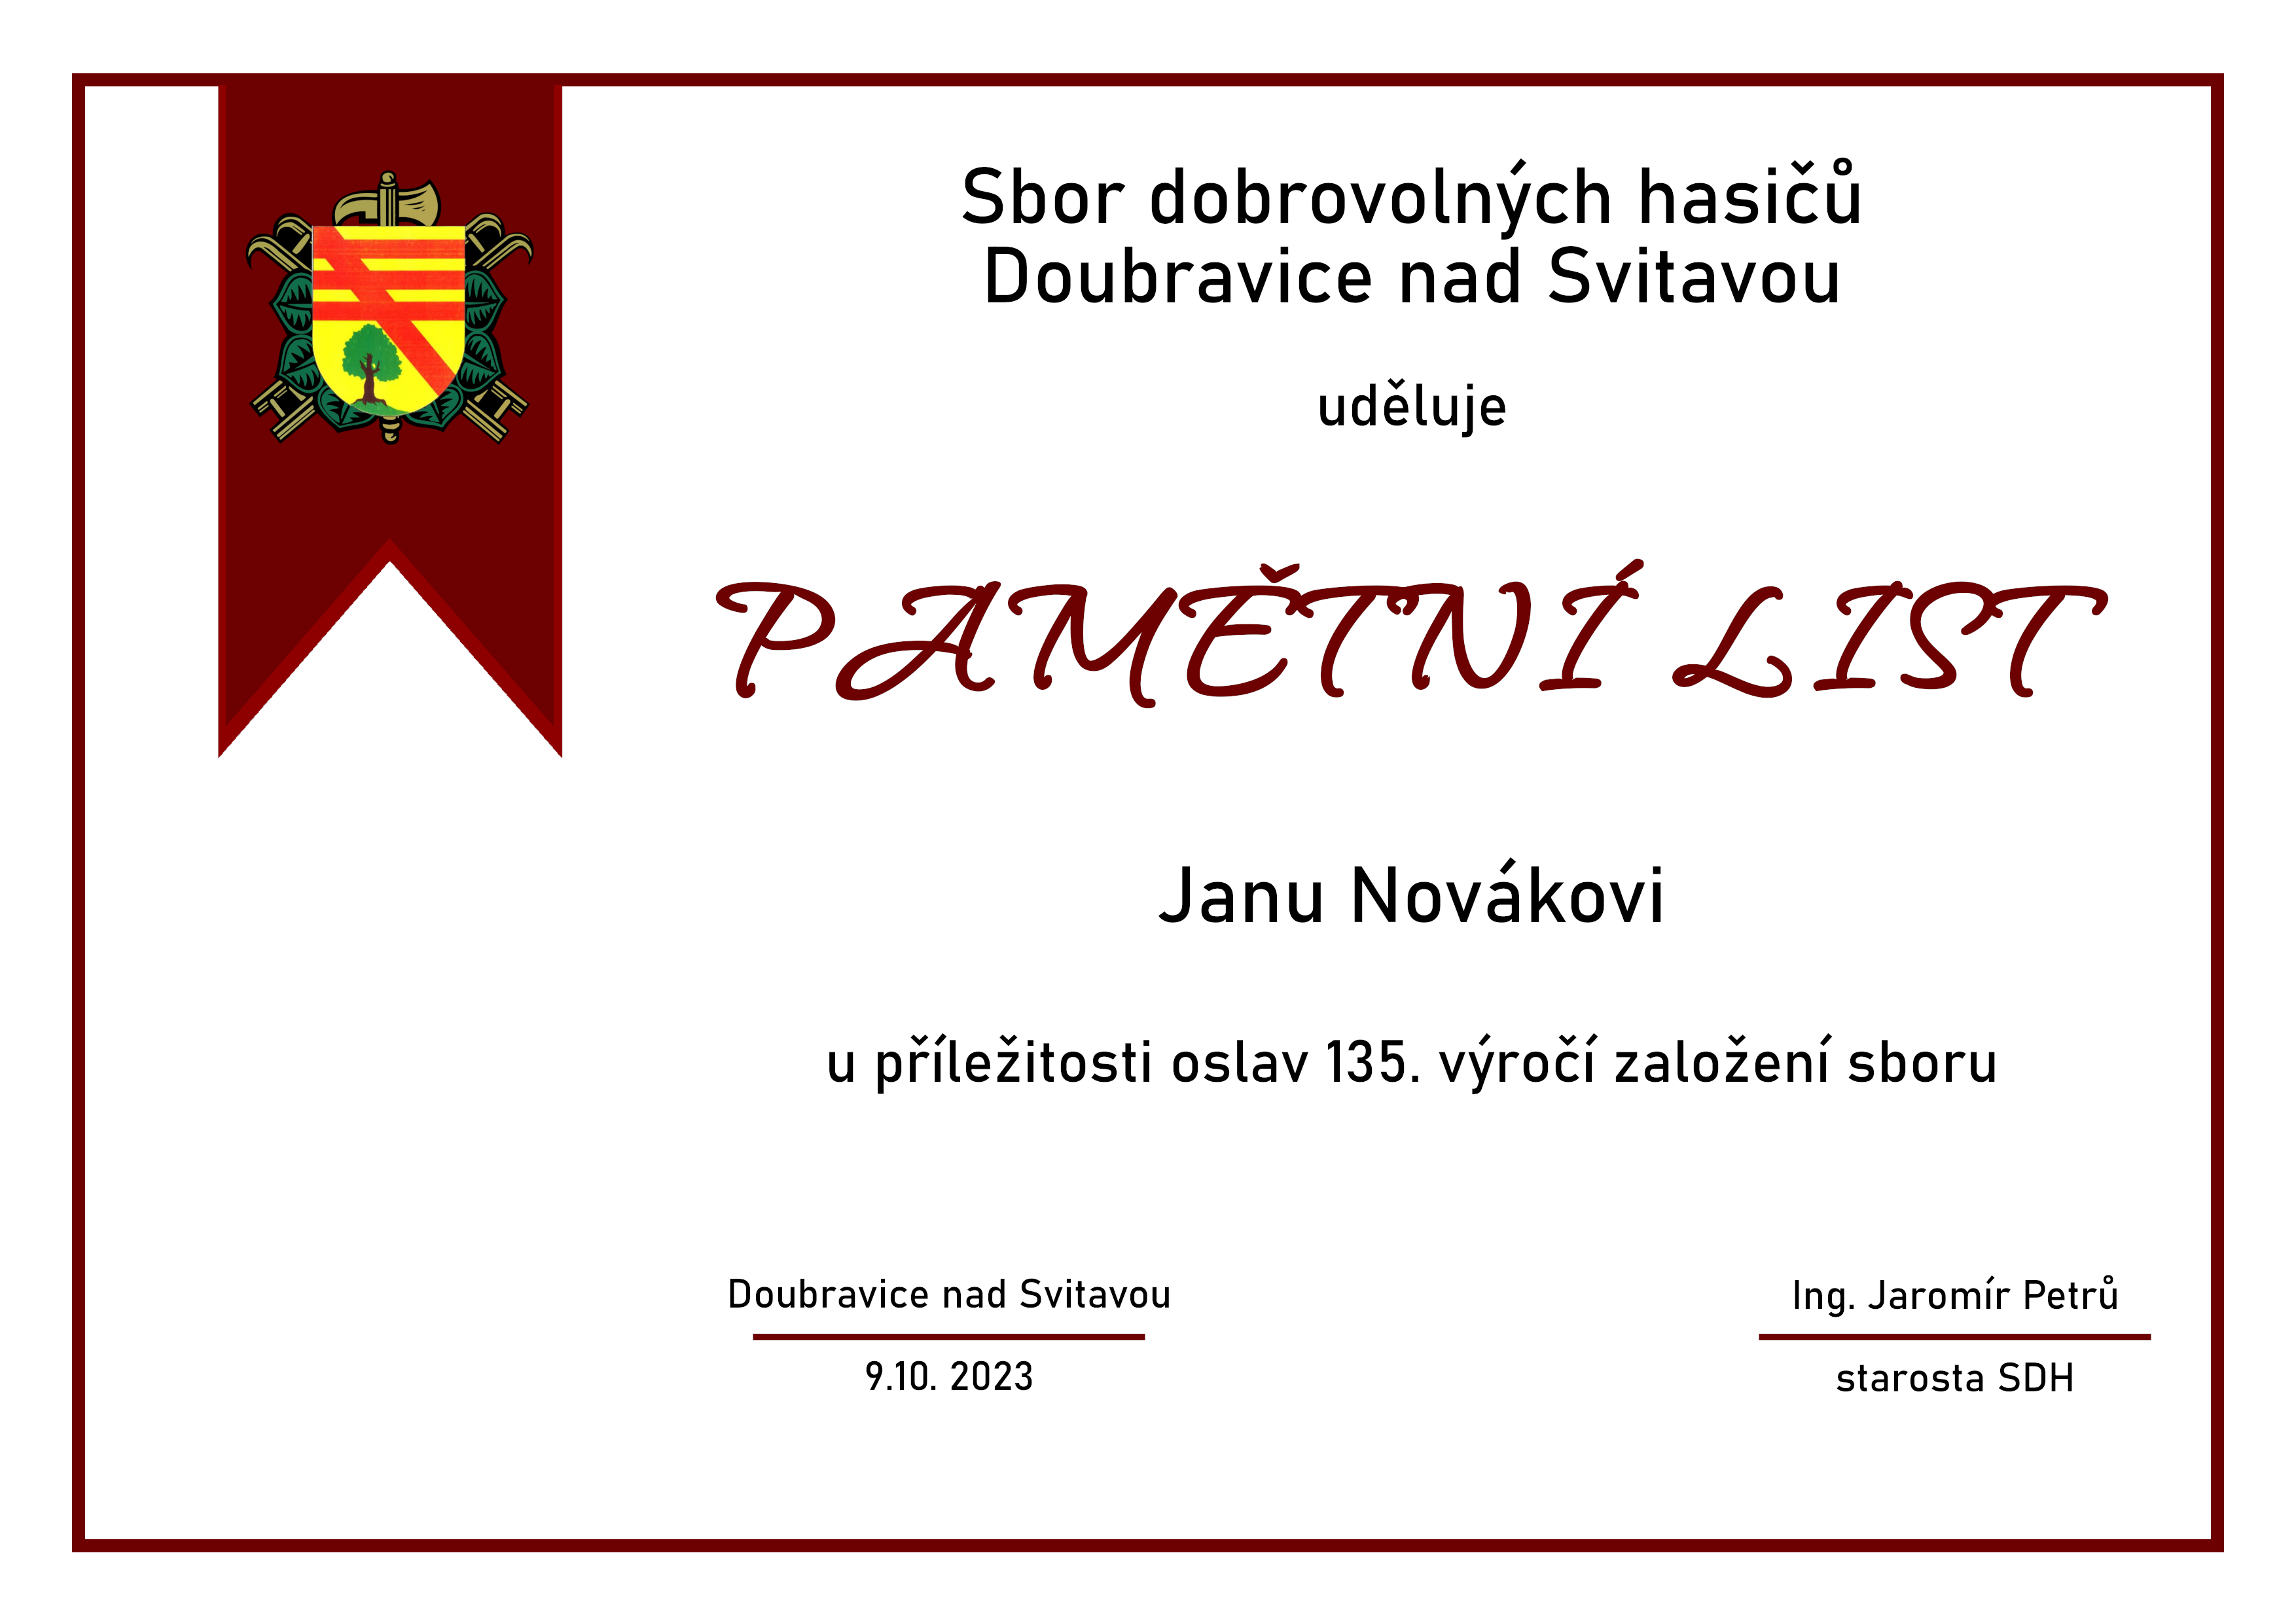 Sbor dobrovolných hasičů
Doubravice nad Svitavou
uděluje
PAMĚTNÍ LIST
Janu Novákovi
u příležitosti oslav 135. výročí založení sboru
Doubravice nad Svitavou
9.10. 2023
Ing. Jaromír Petrů
starosta SDH